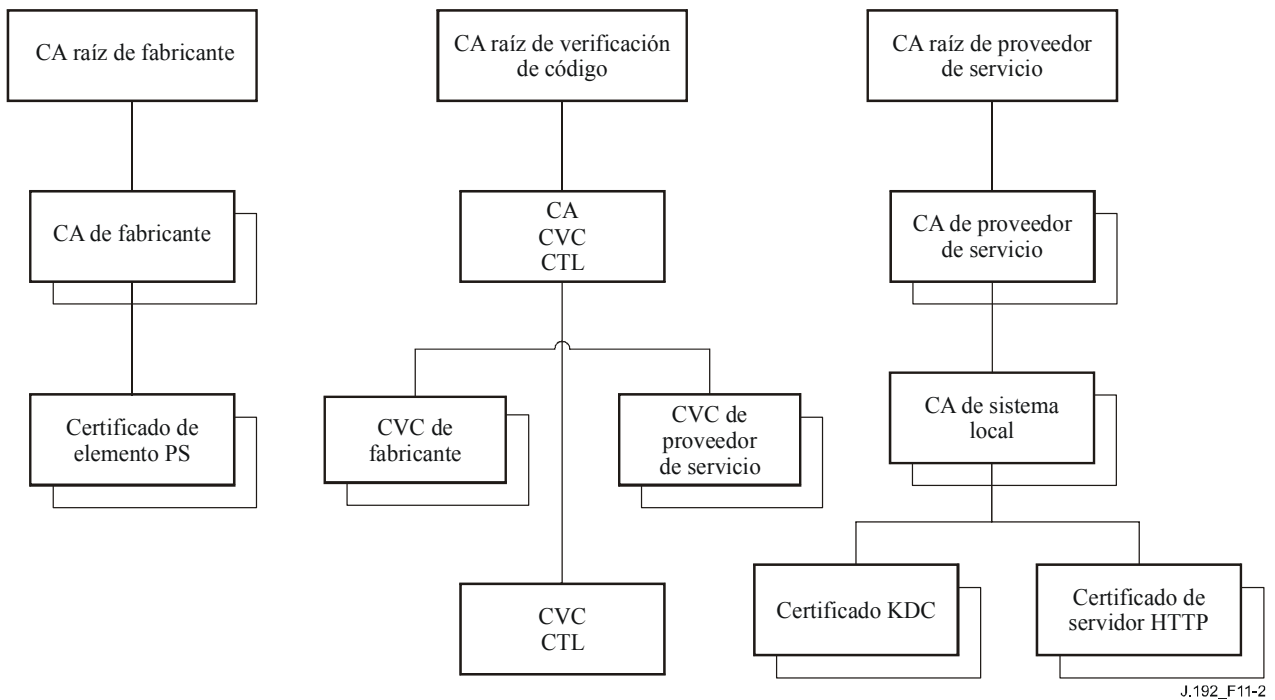 CA raíz de fabricante
CA raíz de verificación
de código
CA raíz de proveedor
de servicio
CA de fabricante
CA
CVC
CTL
CA de proveedor
de servicio
Certificado de
elemento PS
CVC de
fabricante
CVC de
proveedor
de servicio
CA de sistema
local
CVC
CTL
Certificado KDC
Certificado de
servidor HTTP
J.192_F11-2